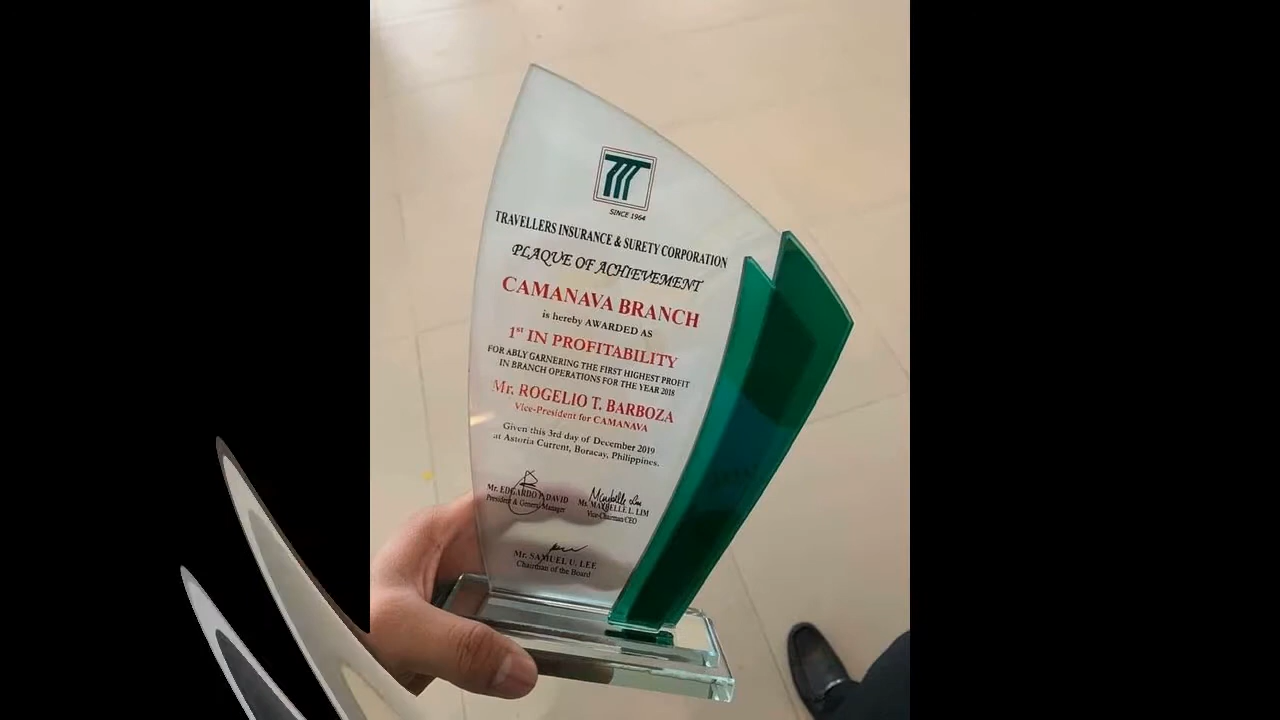 SINCE 1964
TRAVELLERS INSURANCE & SURETY CORPORATION
PLAQUE OF ACHIEVEMENT
CAMANAVA BRANCH
is hereby AWARDED AS
1st IN PROFITABILITY
FOR ABLY GARNERING THE FIRST HIGHEST PROFIT
IN BRANCH OPERATIONS FOR THE YEAR 2018
Mr. ROGELIO T. BARBOZA
Vice-President for CAMANAVA
Given this 3rd day of December 2019
at Astoria Current, Boracay, Philippines.
Mr. EDGARDO P. DAVID
President & General Manager
Maybelle Lim
Ms. MAYBELLE L. LIM
Vice-Chairman/CEO
Mr. SAMUEL U. LEE
Chairman of the Board